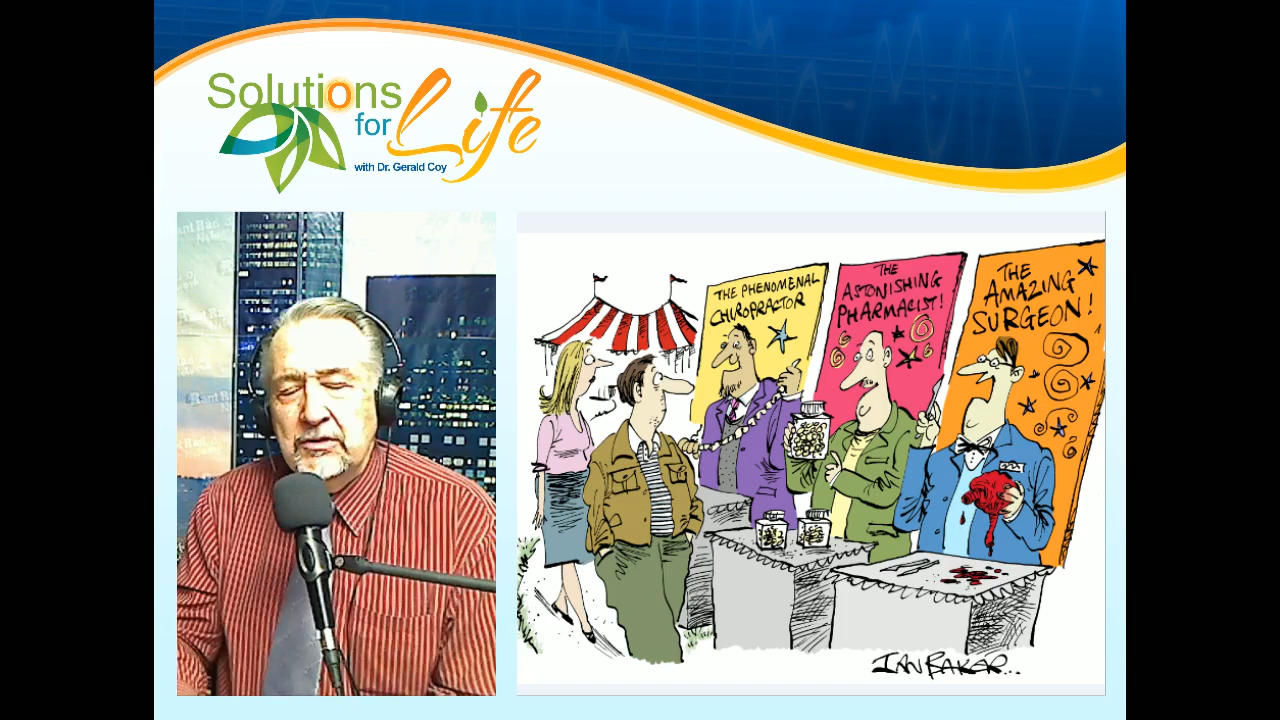 Solutions
for Life
with Dr. Gerald Coy
THE PHENOMENAL
CHIROPRACTOR
THE
ASTONISHING
PHARMACIST!
THE
AMAZING
SURGEON!
IAN BAKER...